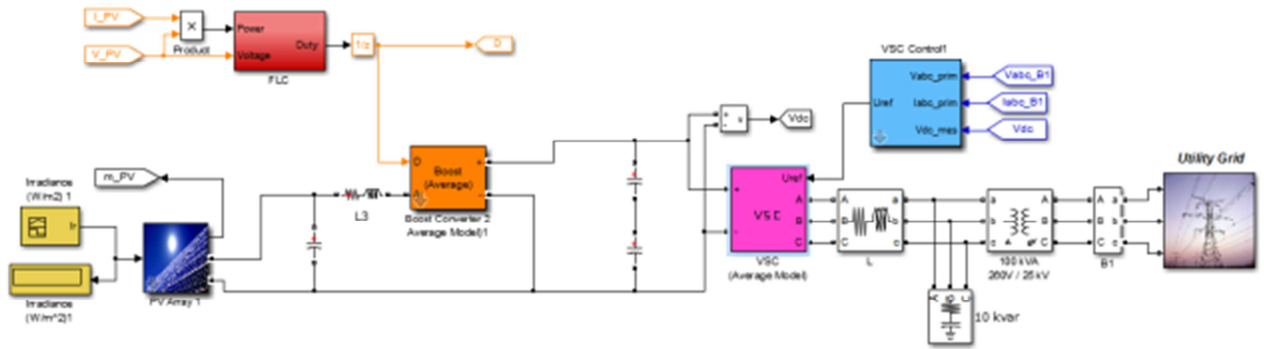 I_PV
V_PV
Product
Power
Voltage
Duty
FLC
1/z
D
VSC Control1
Vabc_prim
Iabc_prim
Vdc_mes
Uref
Vabc_B1
Iabc_B1
Vdc
Vdc
m_PV
Irradiance
(W/m2) 1
Ir
Irradiance
(W/m^2)1
PV Array 1
L3
D
Boost
(Average)
Boost Converter 2
Average Model)1
+
-
Uref
VSC
A
B
C
VSC
(Average Model)
A
B
C
a
b
c
L
A
B
C
10 kvar
a
b
c
A
B
C
100 kVA
260V / 25 kV
A
B
C
a
b
c
B1
Utility Grid